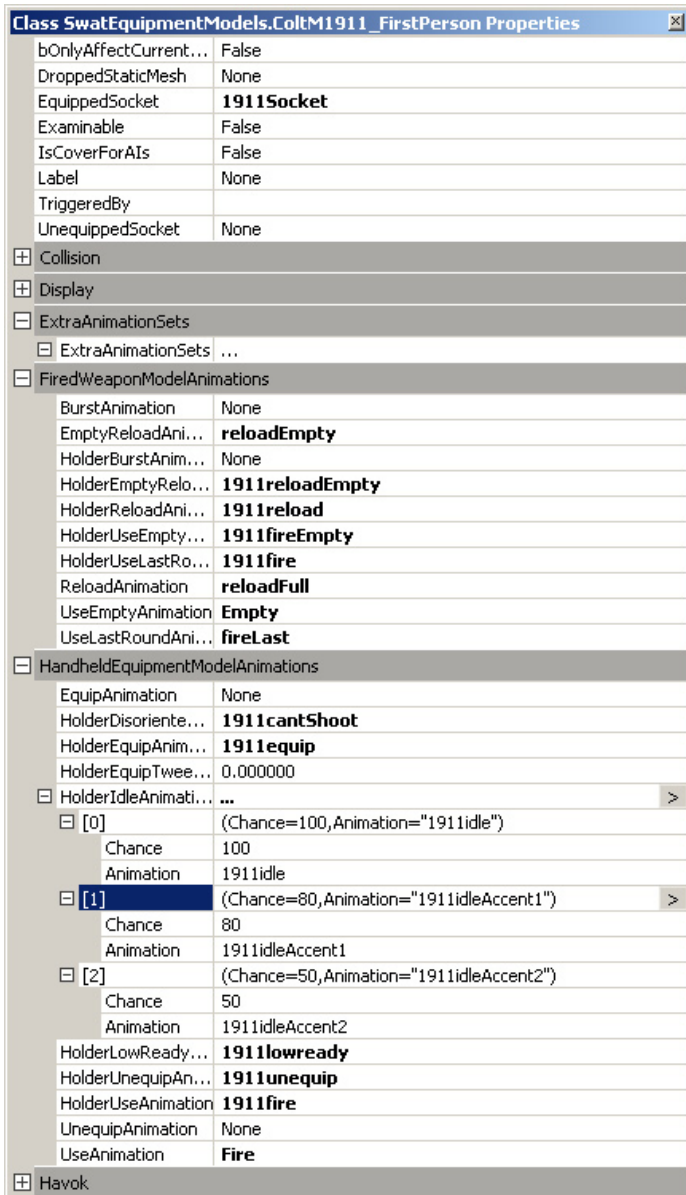 Class SwatEquipmentModels.ColtM1911_FirstPerson Properties
bOnlyAffectCurrent... False
DroppedStaticMesh None
EquippedSocket 1911Socket
Examinable False
IsCoverForAIs False
Label None
TriggeredBy
UnequippedSocket None
Collision
Display
ExtraAnimationSets
ExtraAnimationSets ...
FiredWeaponModelAnimations
BurstAnimation None
EmptyReloadAni... reloadEmpty
HolderBurstAnim... None
HolderEmptyRelo... 1911reloadEmpty
HolderReloadAni... 1911reload
HolderUseEmpty... 1911fireEmpty
HolderUseLastRo... 1911fire
ReloadAnimation reloadFull
UseEmptyAnimation Empty
UseLastRoundAni... fireLast
HandheldEquipmentModelAnimations
EquipAnimation None
HolderDisoriente... 1911cantShoot
HolderEquipAnim... 1911equip
HolderEquipTwee... 0.000000
HolderIdleAnimati... ... >
[0] (Chance=100,Animation="1911idle")
Chance 100
Animation 1911idle
[1] (Chance=80,Animation="1911idleAccent1") >
Chance 80
Animation 1911idleAccent1
[2] (Chance=50,Animation="1911idleAccent2")
Chance 50
Animation 1911idleAccent2
HolderLowReady... 1911lowready
HolderUnequipAn... 1911unequip
HolderUseAnimation 1911fire
UnequipAnimation None
UseAnimation Fire
Havok